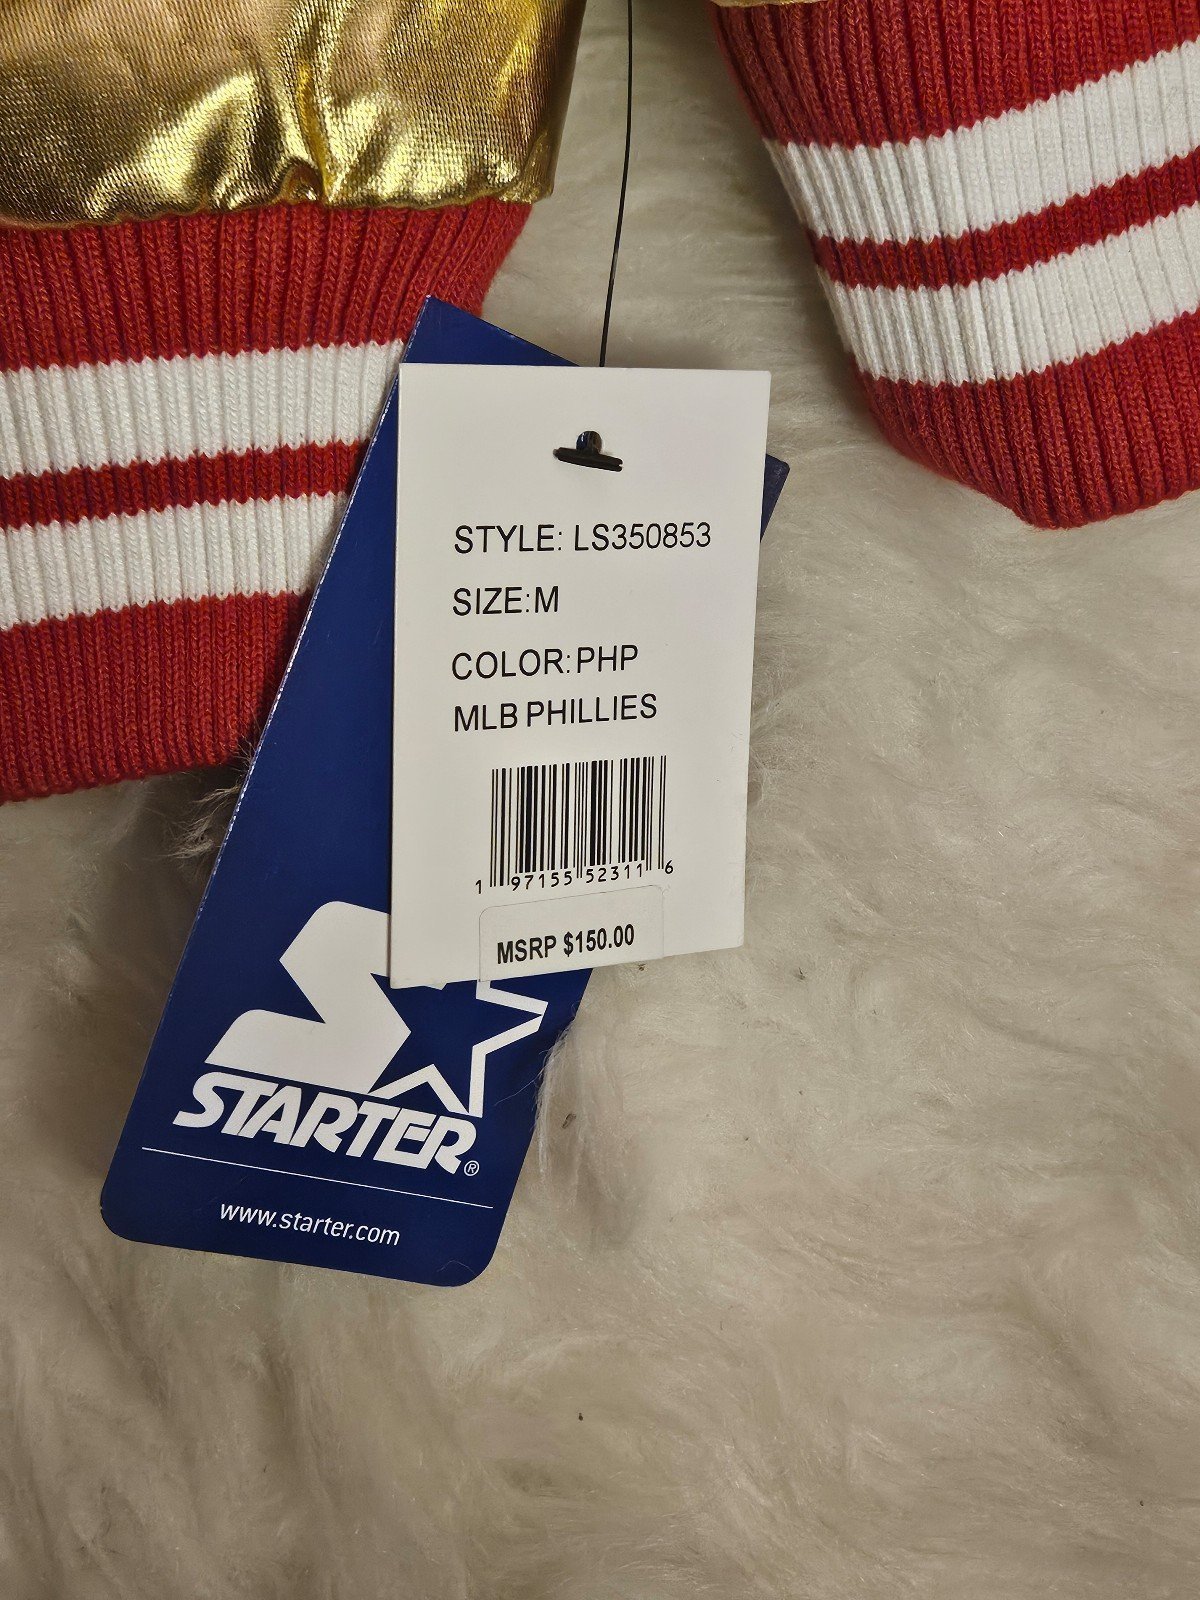 STYLE: LS350853
SIZE:M
COLOR:PHP
MLB PHILLIES
1 97155 52311 6
MSRP $150.00
STARTER®
www.starter.com